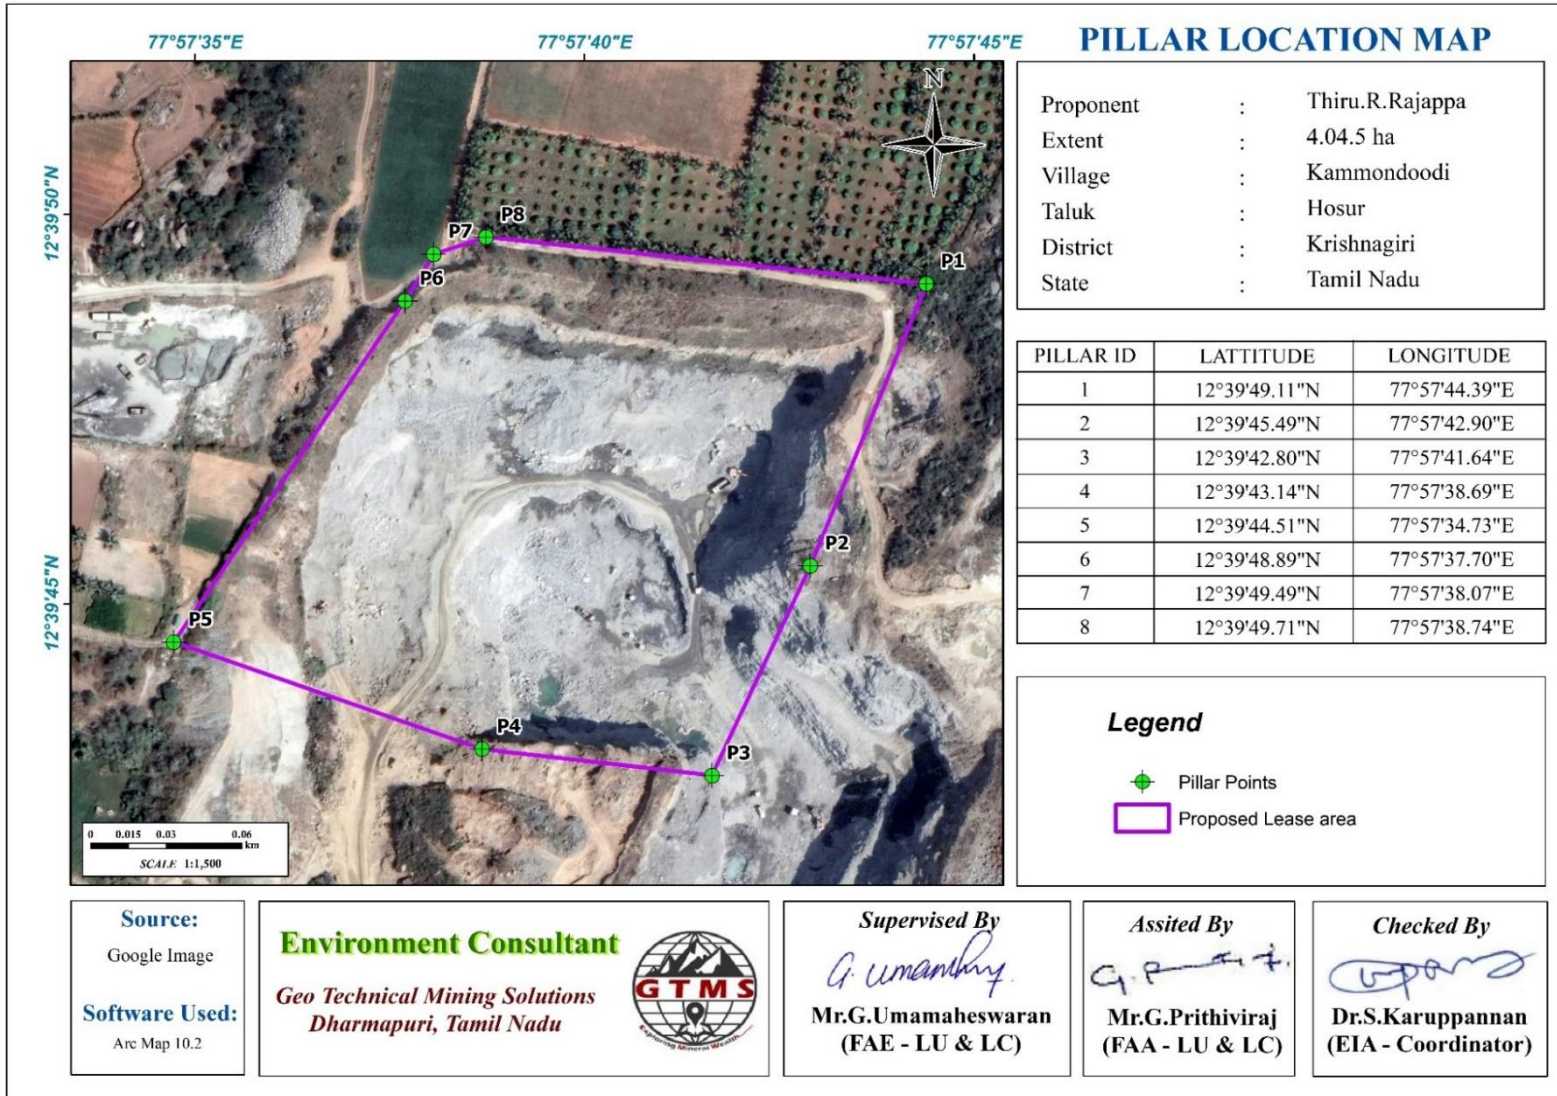 77°57'35"E
77°57'40"E
77°57'45"E
PILLAR LOCATION MAP
Proponent : Thiru.R.Rajappa
Extent : 4.04.5 ha
Village : Kammondoodi
Taluk : Hosur
District : Krishnagiri
State : Tamil Nadu
N
12°39'50"N
12°39'45"N
P8
P7
P1
P6
P2
P5
P4
P3
PILLAR ID LATTITUDE LONGITUDE
1 12°39'49.11"N 77°57'44.39"E
2 12°39'45.49"N 77°57'42.90"E
3 12°39'42.80"N 77°57'41.64"E
4 12°39'43.14"N 77°57'38.69"E
5 12°39'44.51"N 77°57'34.73"E
6 12°39'48.89"N 77°57'37.70"E
7 12°39'49.49"N 77°57'38.07"E
8 12°39'49.71"N 77°57'38.74"E
Legend
Pillar Points
Proposed Lease area
0 0.015 0.03 0.06
km
SCALE 1:1,500
Source:
Google Image
Software Used:
Arc Map 10.2
Environment Consultant
Geo Technical Mining Solutions
Dharmapuri, Tamil Nadu
GTMS
Exploring Mineral Wealth
Supervised By
Mr.G.Umamaheswaran
(FAE - LU & LC)
Assited By
Mr.G.Prithiviraj
(FAA - LU & LC)
Checked By
Dr.S.Karuppannan
(EIA - Coordinator)